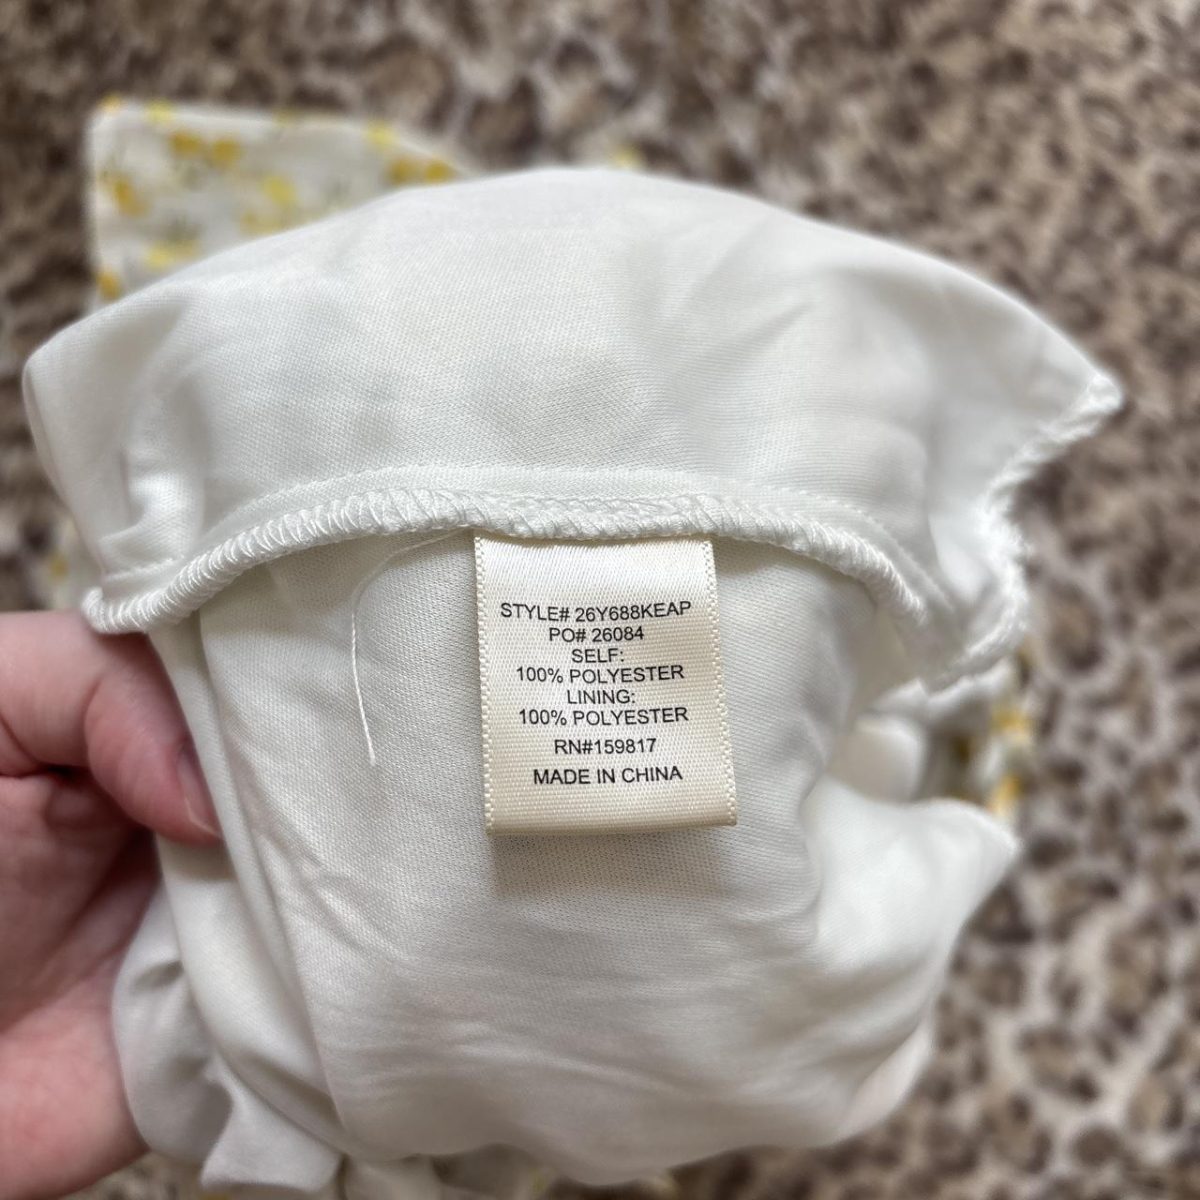 STYLE# 26Y688KEAP
PO# 26084
SELF:
100% POLYESTER
LINING:
100% POLYESTER
RN#159817
MADE IN CHINA